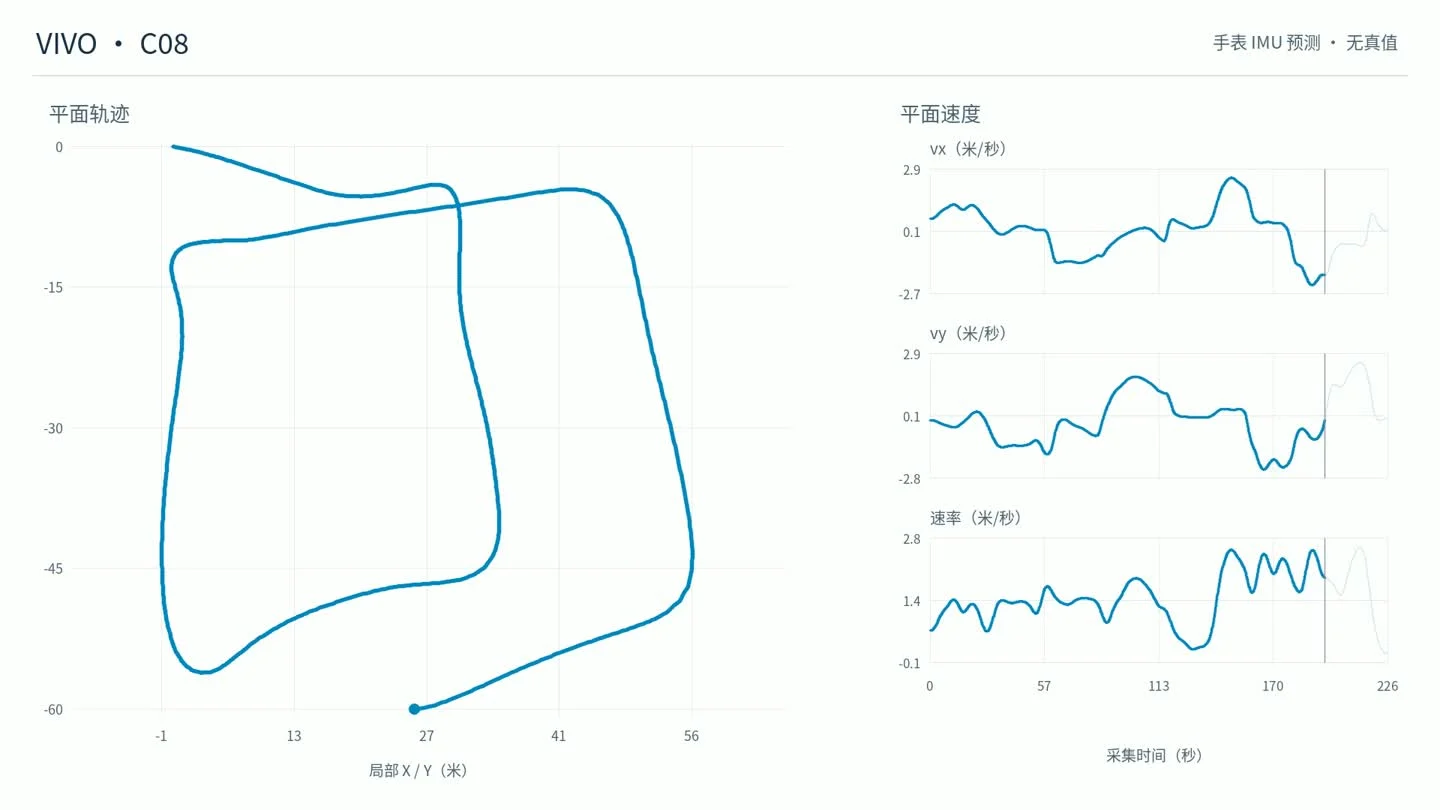 VIVO · C08
手表 IMU 预测 · 无真值
平面轨迹
0
-15
-30
-45
-60
-1 13 27 41 56
局部 X / Y（米）
平面速度
vx（米/秒）
2.9
0.1
-2.7
vy（米/秒）
2.9
0.1
-2.8
速率（米/秒）
2.8
1.4
-0.1
0 57 113 170 226
采集时间（秒）